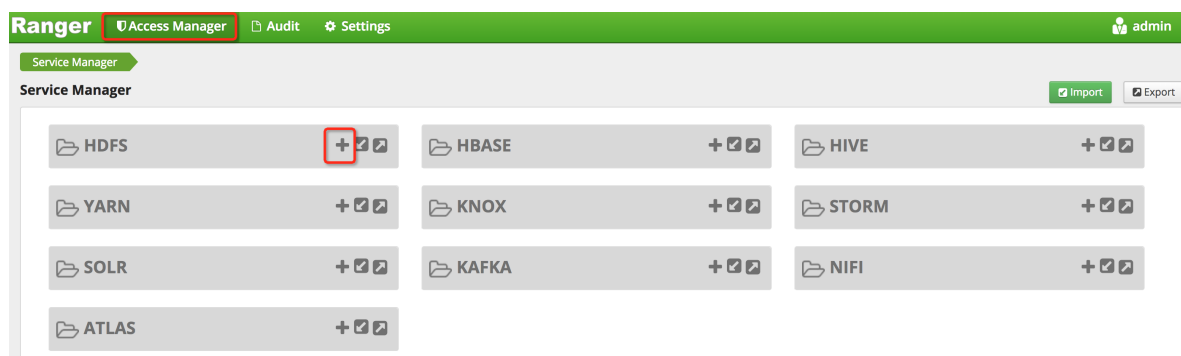 Ranger Access Manager Audit Settings admin
Service Manager
Service Manager Import Export
HDFS HBASE HIVE
YARN KNOX STORM
SOLR KAFKA NIFI
ATLAS